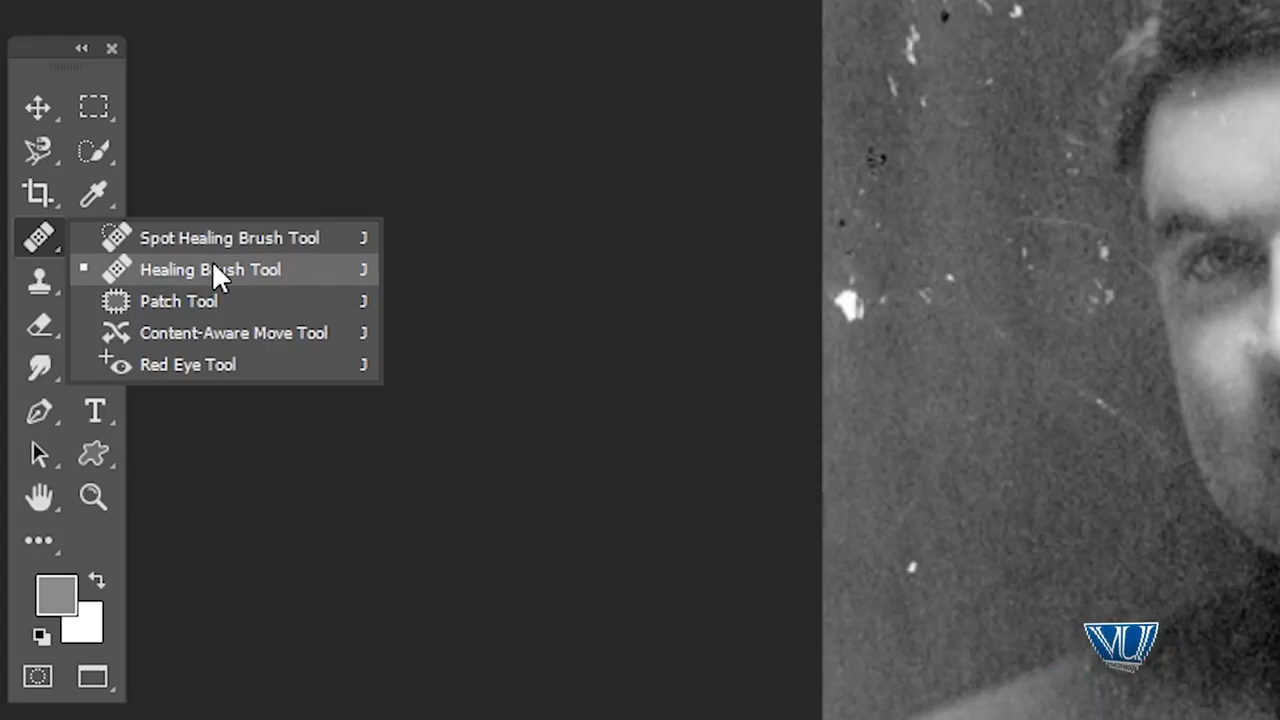 Spot Healing Brush Tool J
Healing Brush Tool J
Patch Tool J
Content-Aware Move Tool J
Red Eye Tool J
T
VU